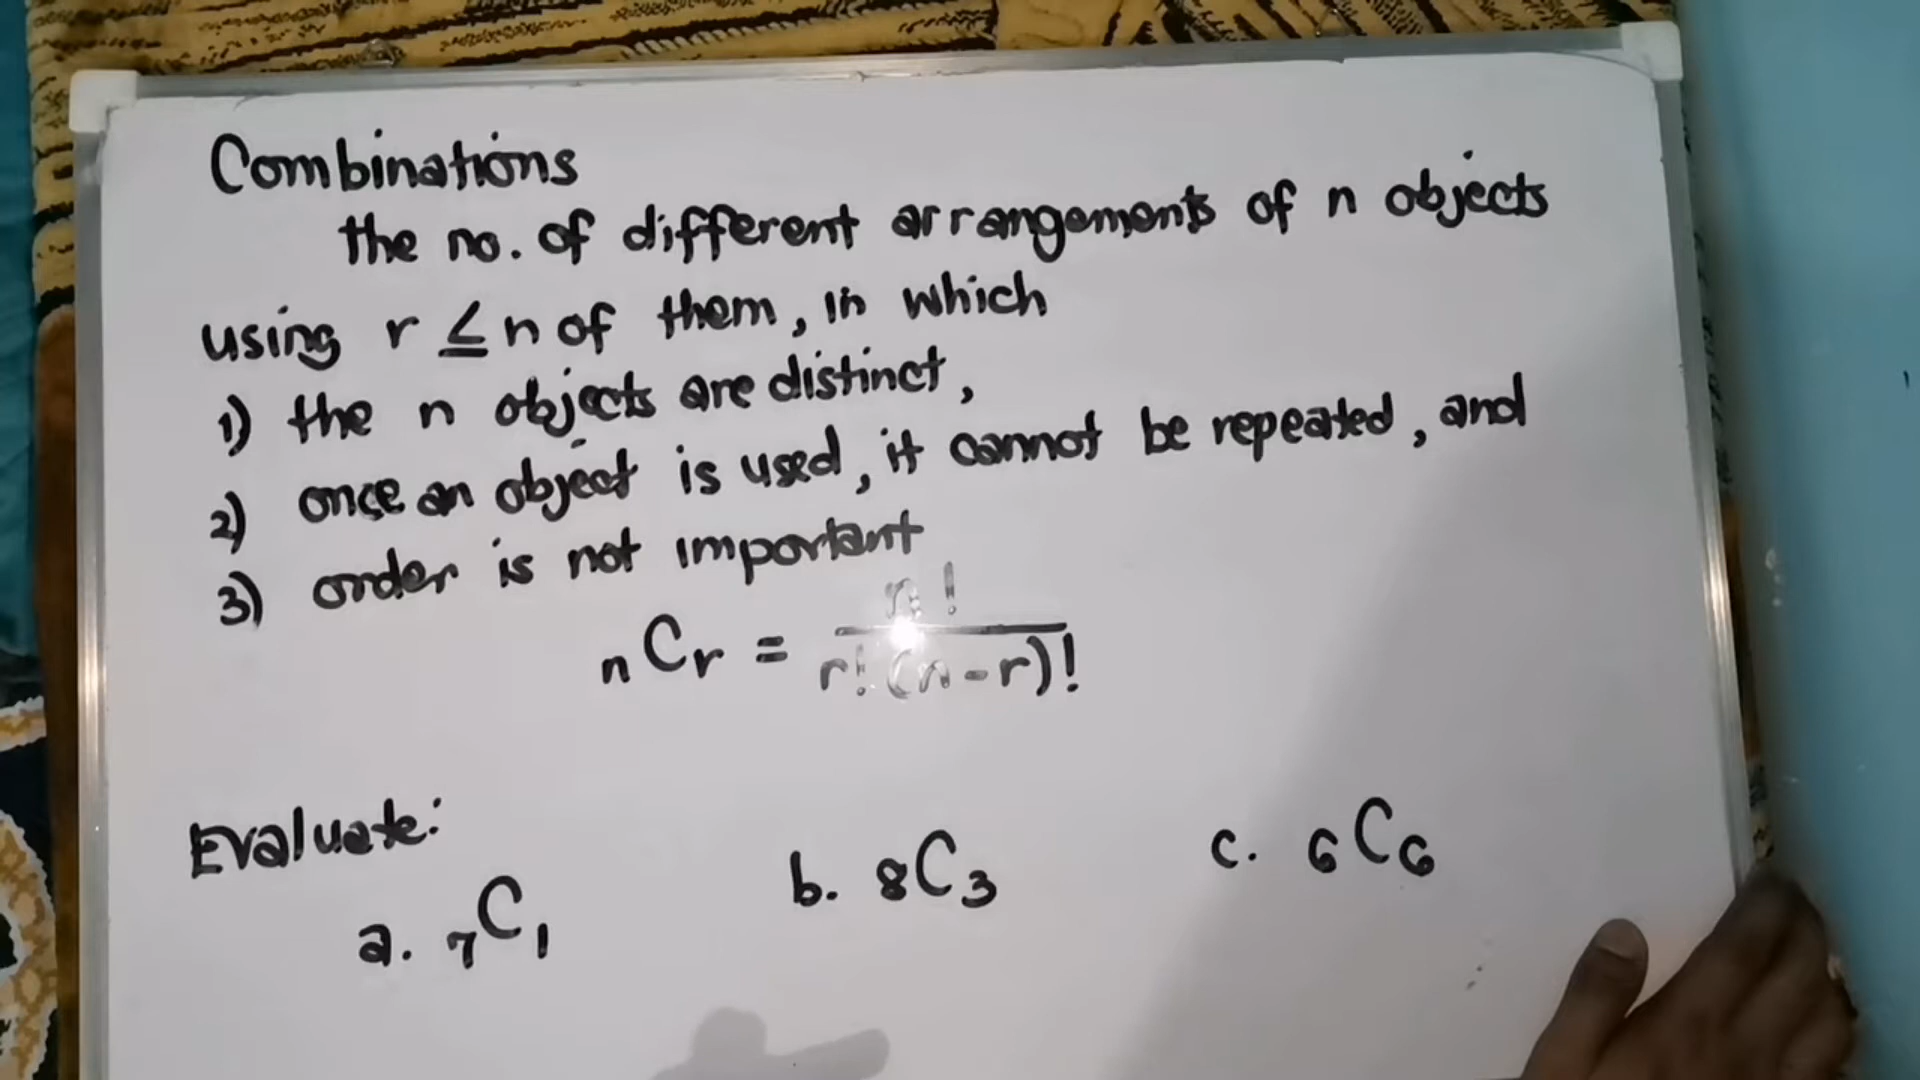 Combinations
the no. of different arrangements of n objects
using r ≤ n of them, in which
1) the n objects are distinct,
2) once an object is used, it cannot be repeated, and
3) order is not important
nCr = n! / r!(n-r)!
Evaluate:
a. ₇C₁ b. ₈C₃ c. ₆C₆